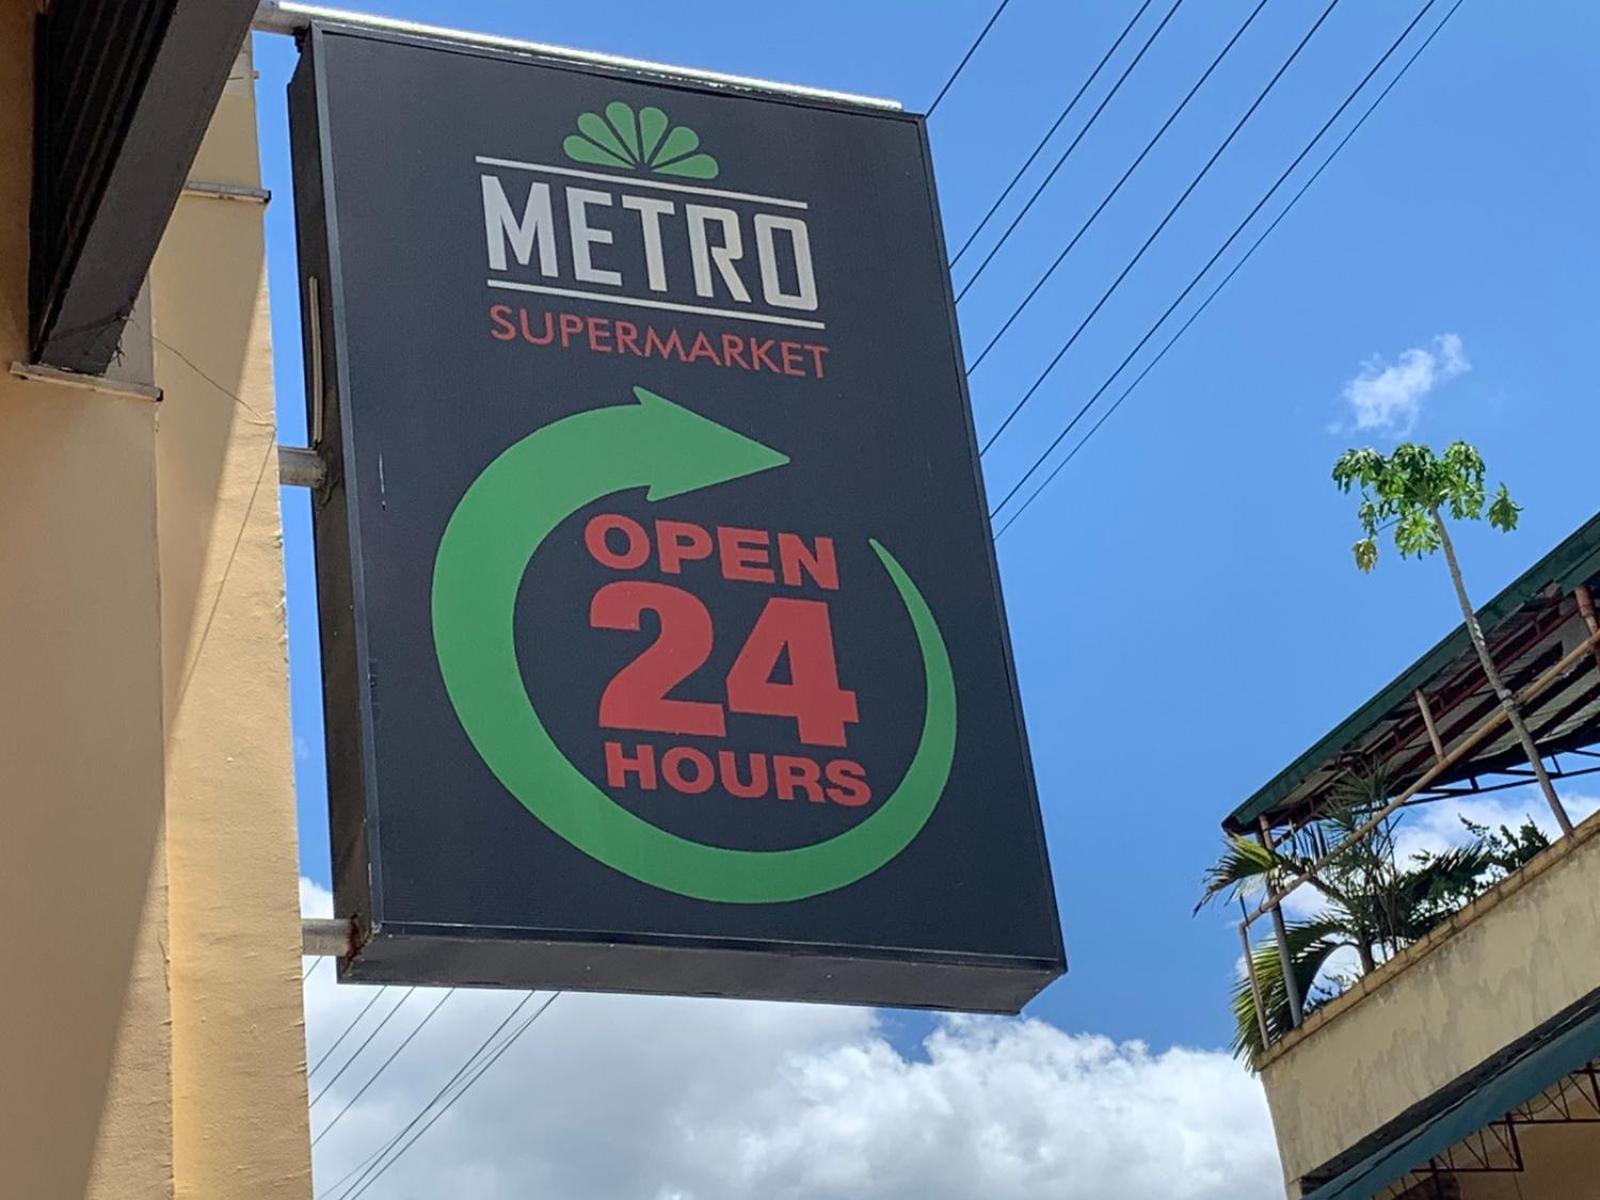 METRO
SUPERMARKET
OPEN
24
HOURS